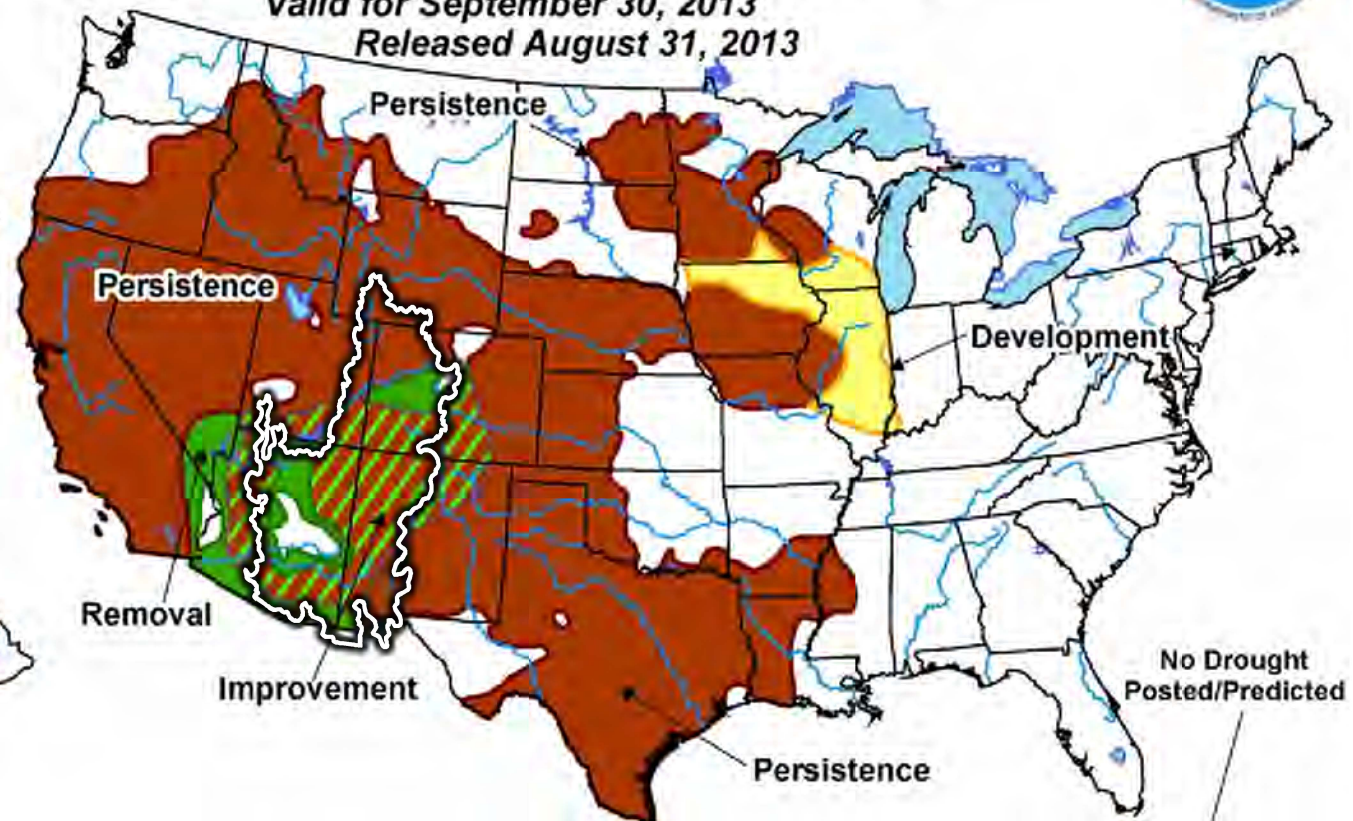 Valid for September 30, 2013
Released August 31, 2013
Persistence
Persistence
Development
Removal
Improvement
No Drought
Posted/Predicted
Persistence